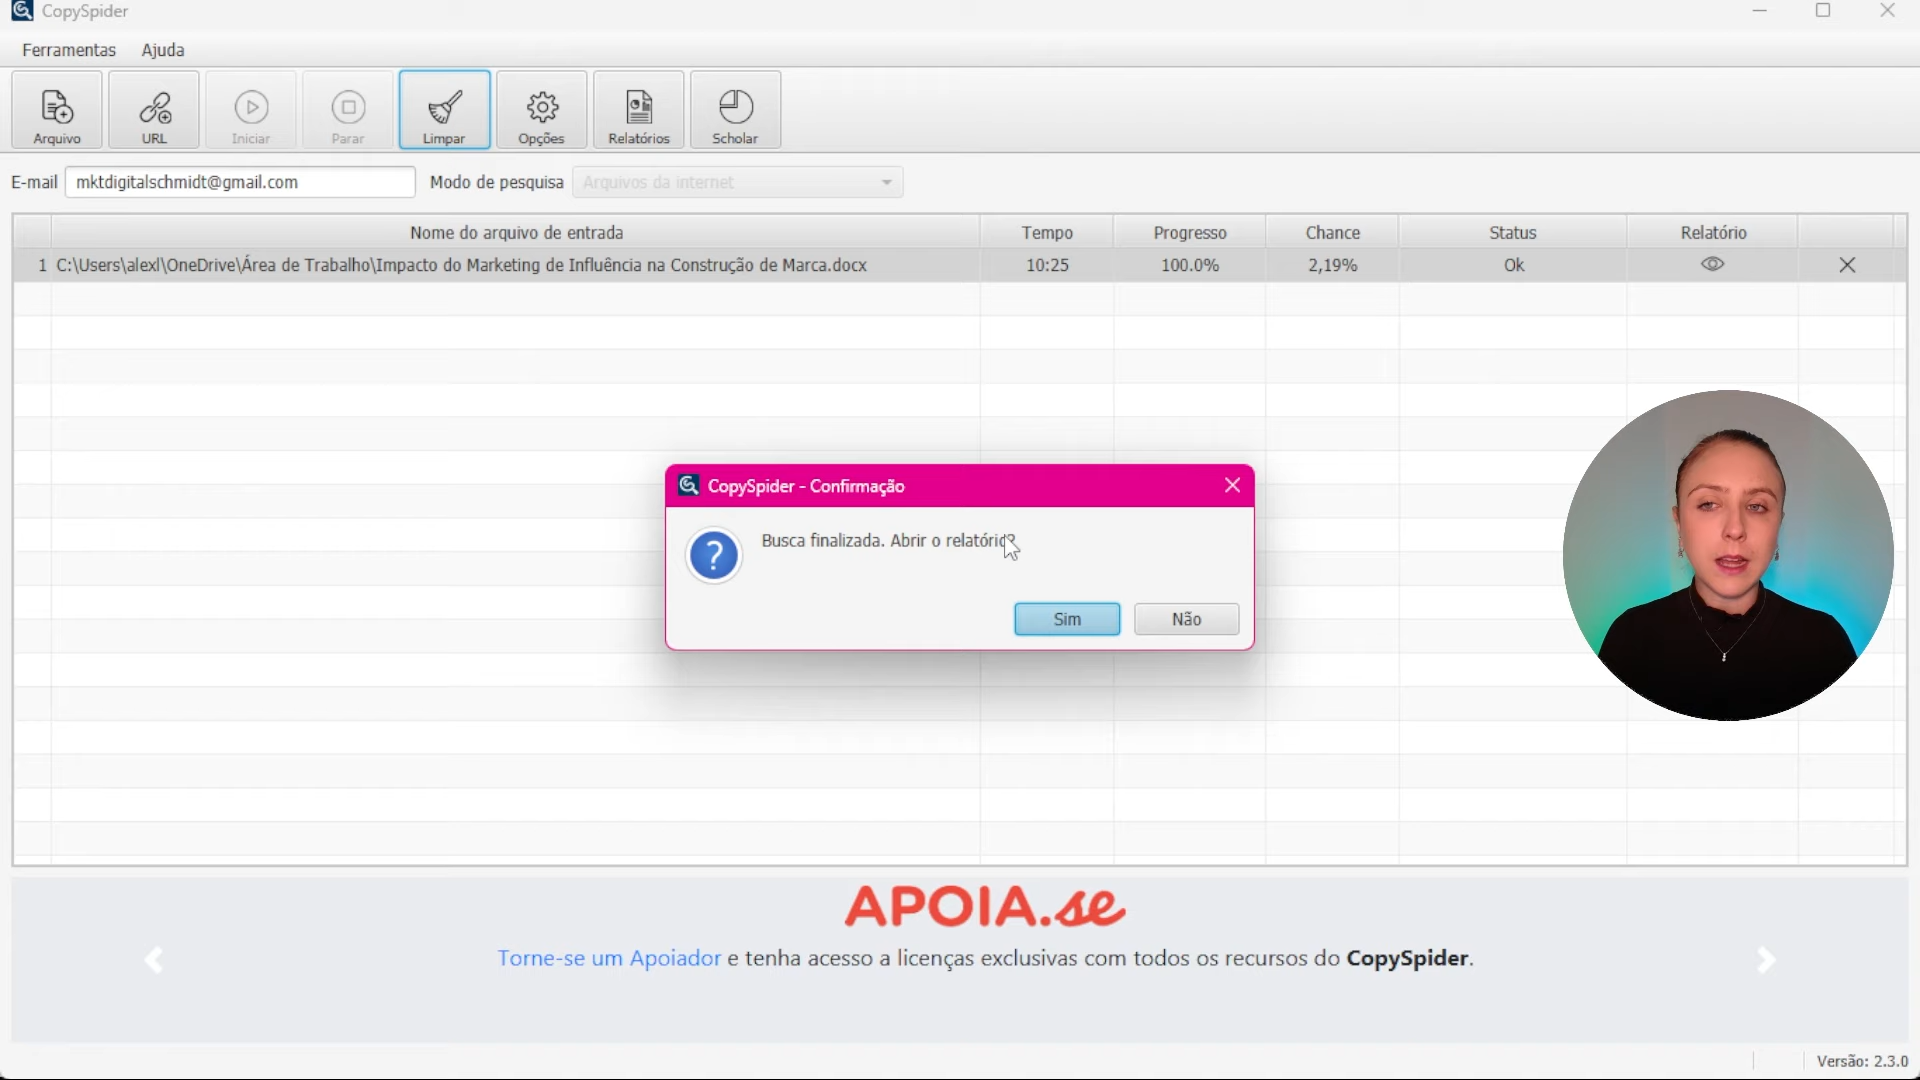 CopySpider
Ferramentas Ajuda
Arquivo URL Iniciar Parar Limpar Opções Relatórios Scholar
E-mail mktdigitalschmidt@gmail.com Modo de pesquisa Arquivos da internet
Nome do arquivo de entrada Tempo Progresso Chance Status Relatório
1 C:\Users\alexl\OneDrive\Área de Trabalho\Impacto do Marketing de Influência na Construção de Marca.docx 10:25 100.0% 2,19% Ok
CopySpider - Confirmação
Busca finalizada. Abrir o relatório?
Sim Não
APOIA.se
Torne-se um Apoiador e tenha acesso a licenças exclusivas com todos os recursos do CopySpider.
Versão: 2.3.0